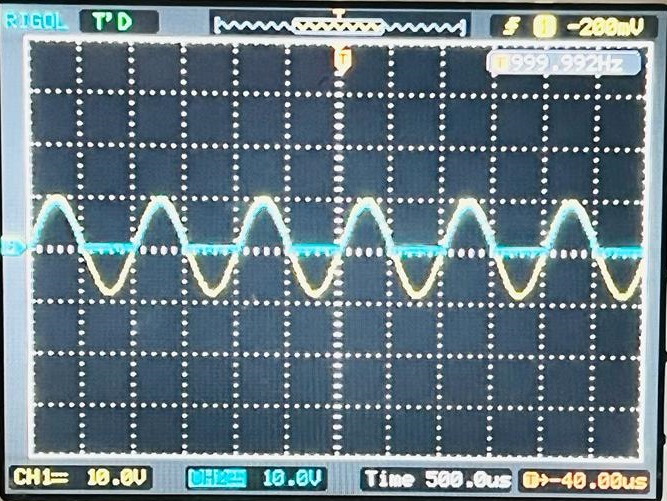 RIGOL T'D -200mV
999.992Hz
CH1 10.0V CH2 10.0V Time 500.0us -40.00us